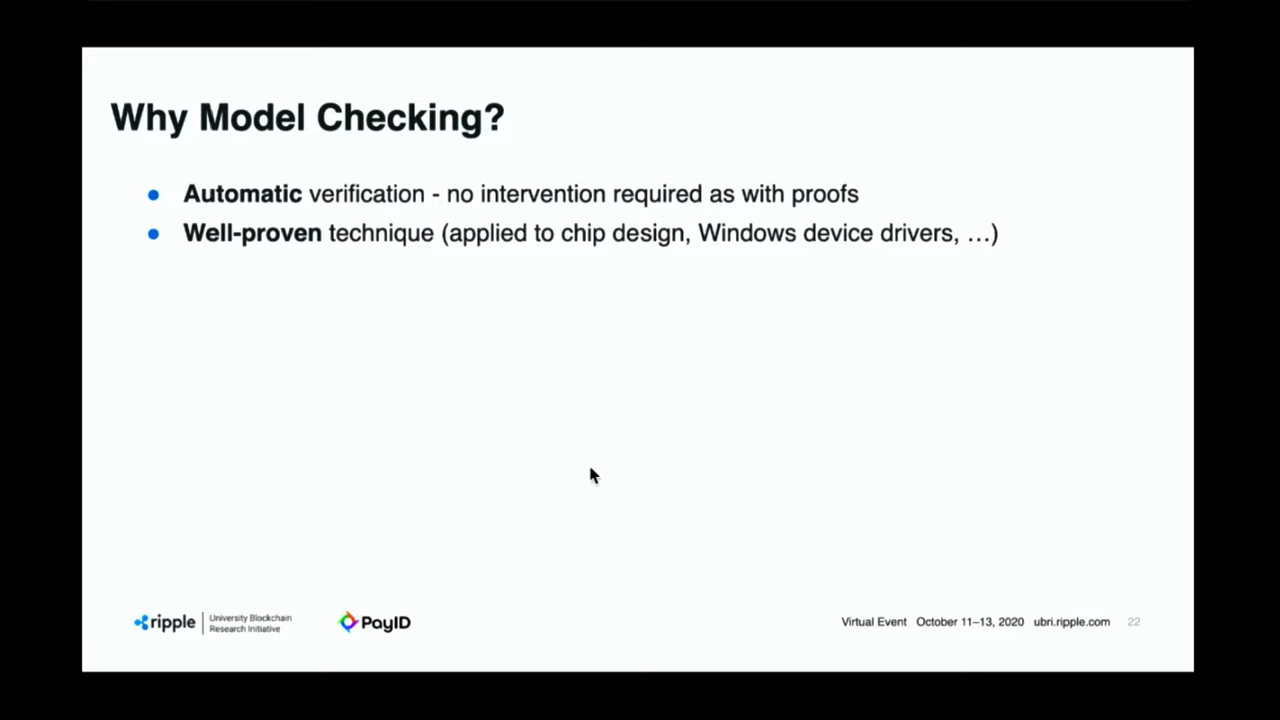 Why Model Checking?
● Automatic verification - no intervention required as with proofs
● Well-proven technique (applied to chip design, Windows device drivers, …)
ripple
University Blockchain
Research Initiative
PayID
Virtual Event October 11–13, 2020 ubri.ripple.com 22